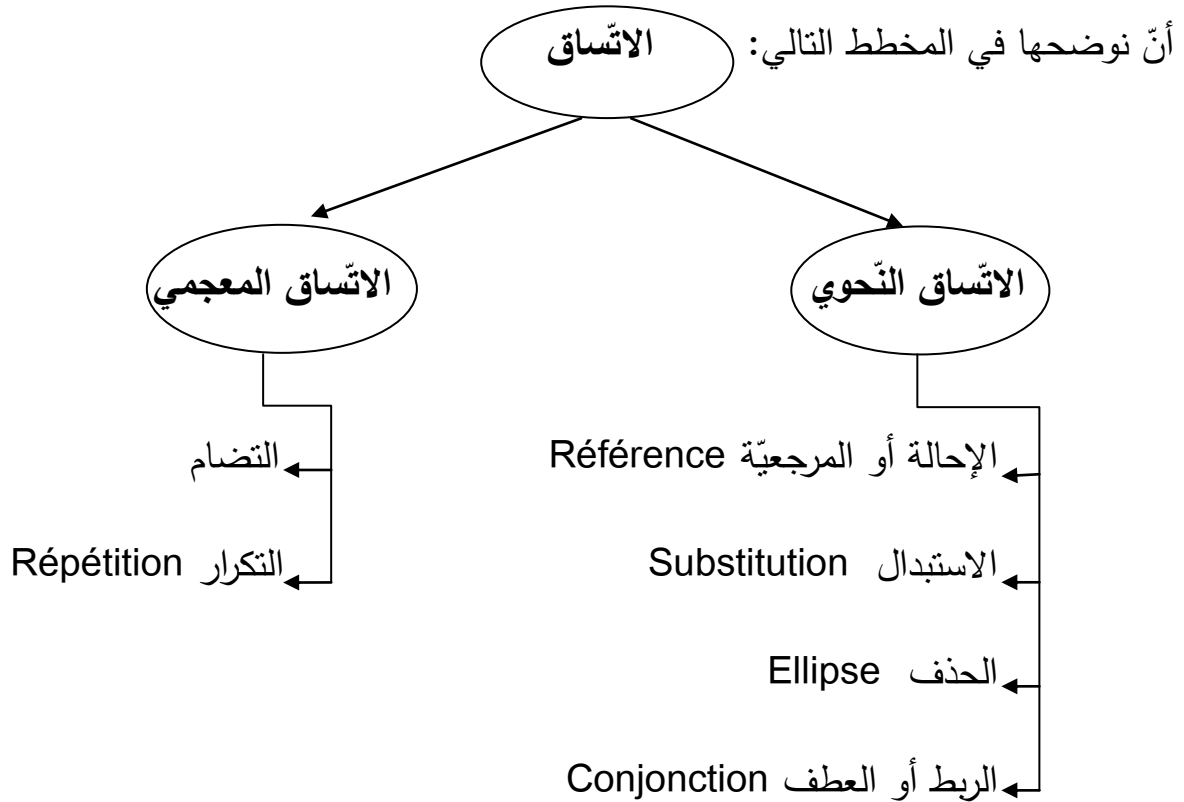 أنّ نوضحها في المخطط التالي:
الاتّساق
الاتّساق النّحوي
الاتّساق المعجمي
الإحالة أو المرجعيّة Référence
الاستبدال Substitution
الحذف Ellipse
الربط أو العطف Conjonction
التضام
التكرار Répétition